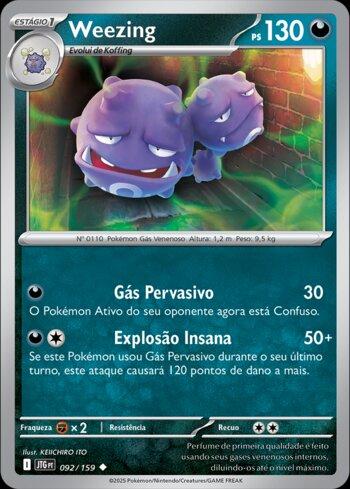 ESTÁGIO 1
Weezing
PS 130
Evolui de Koffing
Nº 0110 Pokémon Gás Venenoso Altura: 1,2 m Peso: 9,5 kg
Gás Pervasivo 30
O Pokémon Ativo do seu oponente agora está Confuso.
Explosão Insana 50+
Se este Pokémon usou Gás Pervasivo durante o seu último
turno, este ataque causará 120 pontos de dano a mais.
Fraqueza × 2 Resistência Recuo
Ilust. KEIICHIRO ITO
I JTG PT 092/159
Perfume de primeira qualidade é feito
usando seus gases venenosos internos,
diluindo-os até o nível máximo.
©2025 Pokémon/Nintendo/Creatures/GAME FREAK